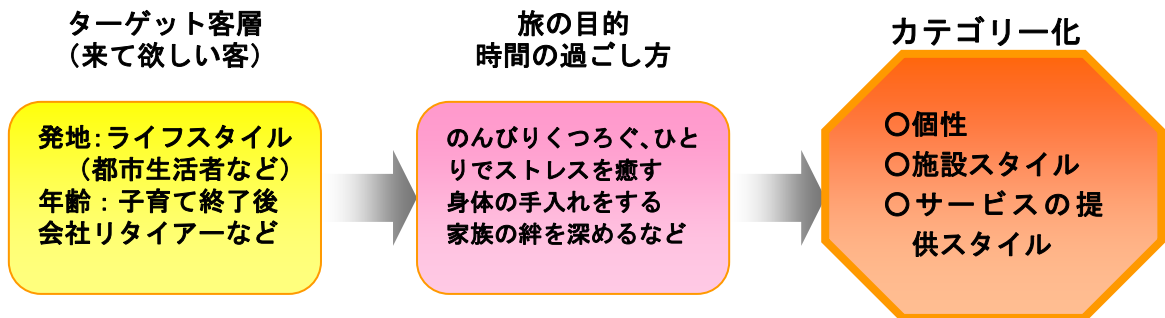 ターゲット客層
（来て欲しい客）
発地：ライフスタイル
（都市生活者など）
年齢：子育て終了後
会社リタイアーなど
旅の目的
時間の過ごし方
のんびりくつろぐ、ひと
りでストレスを癒す
身体の手入れをする
家族の絆を深めるなど
カテゴリー化
〇個性
〇施設スタイル
〇サービスの提
供スタイル